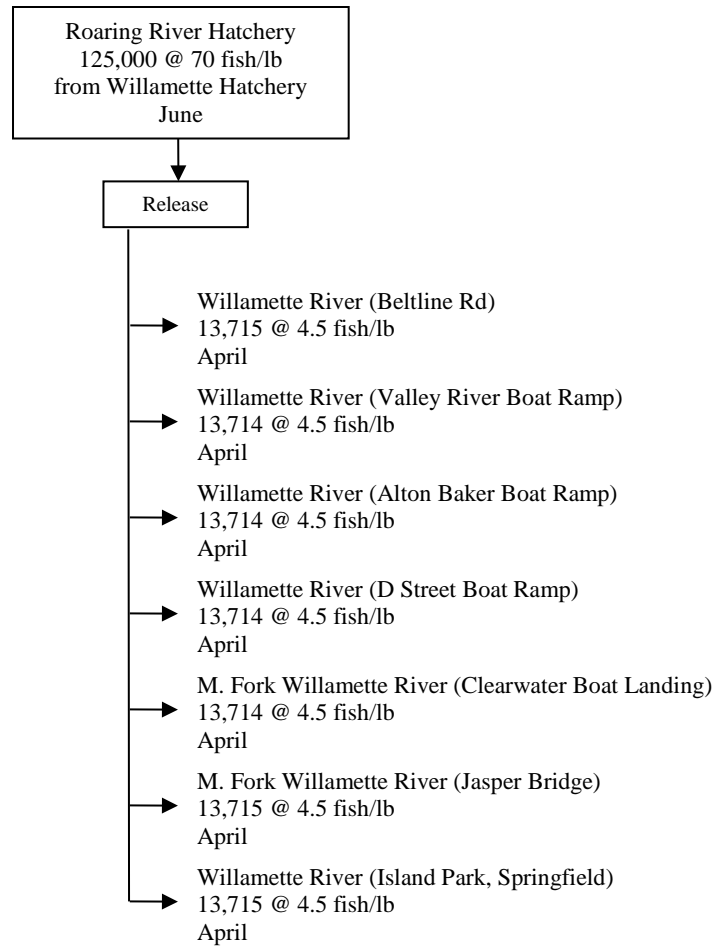 Roaring River Hatchery
125,000 @ 70 fish/lb
from Willamette Hatchery
June
Release
Willamette River (Beltline Rd)
13,715 @ 4.5 fish/lb
April
Willamette River (Valley River Boat Ramp)
13,714 @ 4.5 fish/lb
April
Willamette River (Alton Baker Boat Ramp)
13,714 @ 4.5 fish/lb
April
Willamette River (D Street Boat Ramp)
13,714 @ 4.5 fish/lb
April
M. Fork Willamette River (Clearwater Boat Landing)
13,714 @ 4.5 fish/lb
April
M. Fork Willamette River (Jasper Bridge)
13,715 @ 4.5 fish/lb
April
Willamette River (Island Park, Springfield)
13,715 @ 4.5 fish/lb
April